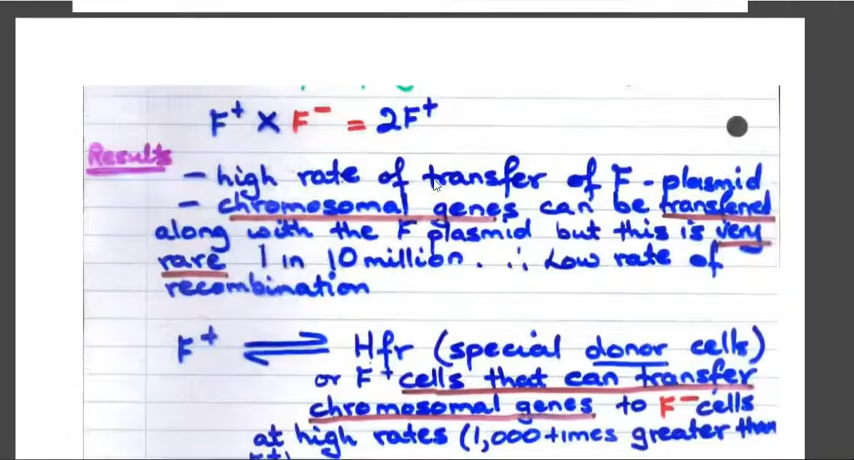 F⁺ X F⁻ = 2F⁺
Results
- high rate of transfer of F-plasmid
- chromosomal genes can be transferred
along with the F plasmid but this is very
rare 1 in 10 million. ∴ Low rate of
recombination
F⁺ ⇌ Hfr (special donor cells)
or F⁺ cells that can transfer
chromosomal genes to F⁻ cells
at high rates (1,000 times greater than